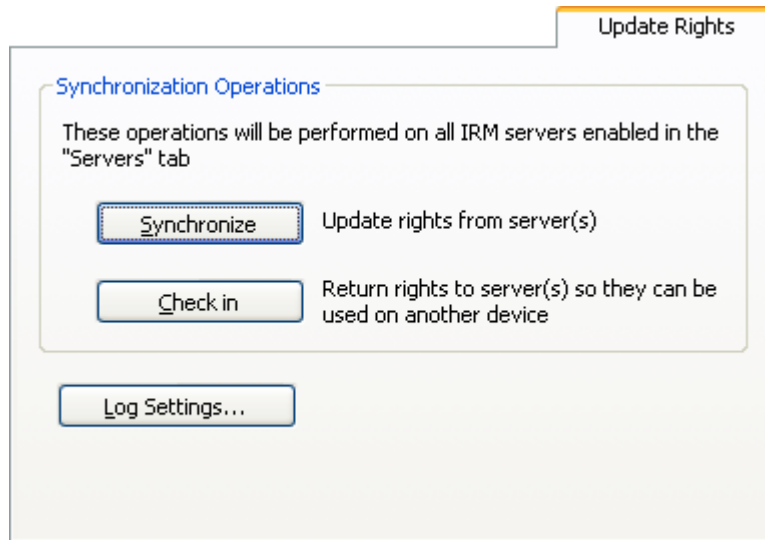 Update Rights
Synchronization Operations
These operations will be performed on all IRM servers enabled in the
"Servers" tab
Synchronize
Update rights from server(s)
Check in
Return rights to server(s) so they can be
used on another device
Log Settings...